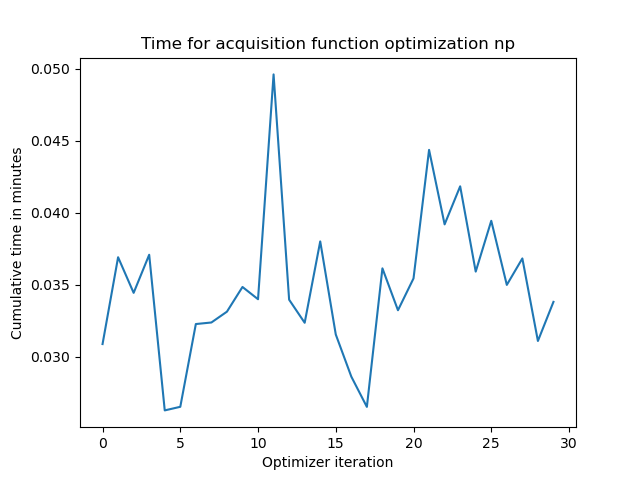 Time for acquisition function optimization np
0.050
0.045
0.040
0.035
0.030
Cumulative time in minutes
0 5 10 15 20 25 30
Optimizer iteration